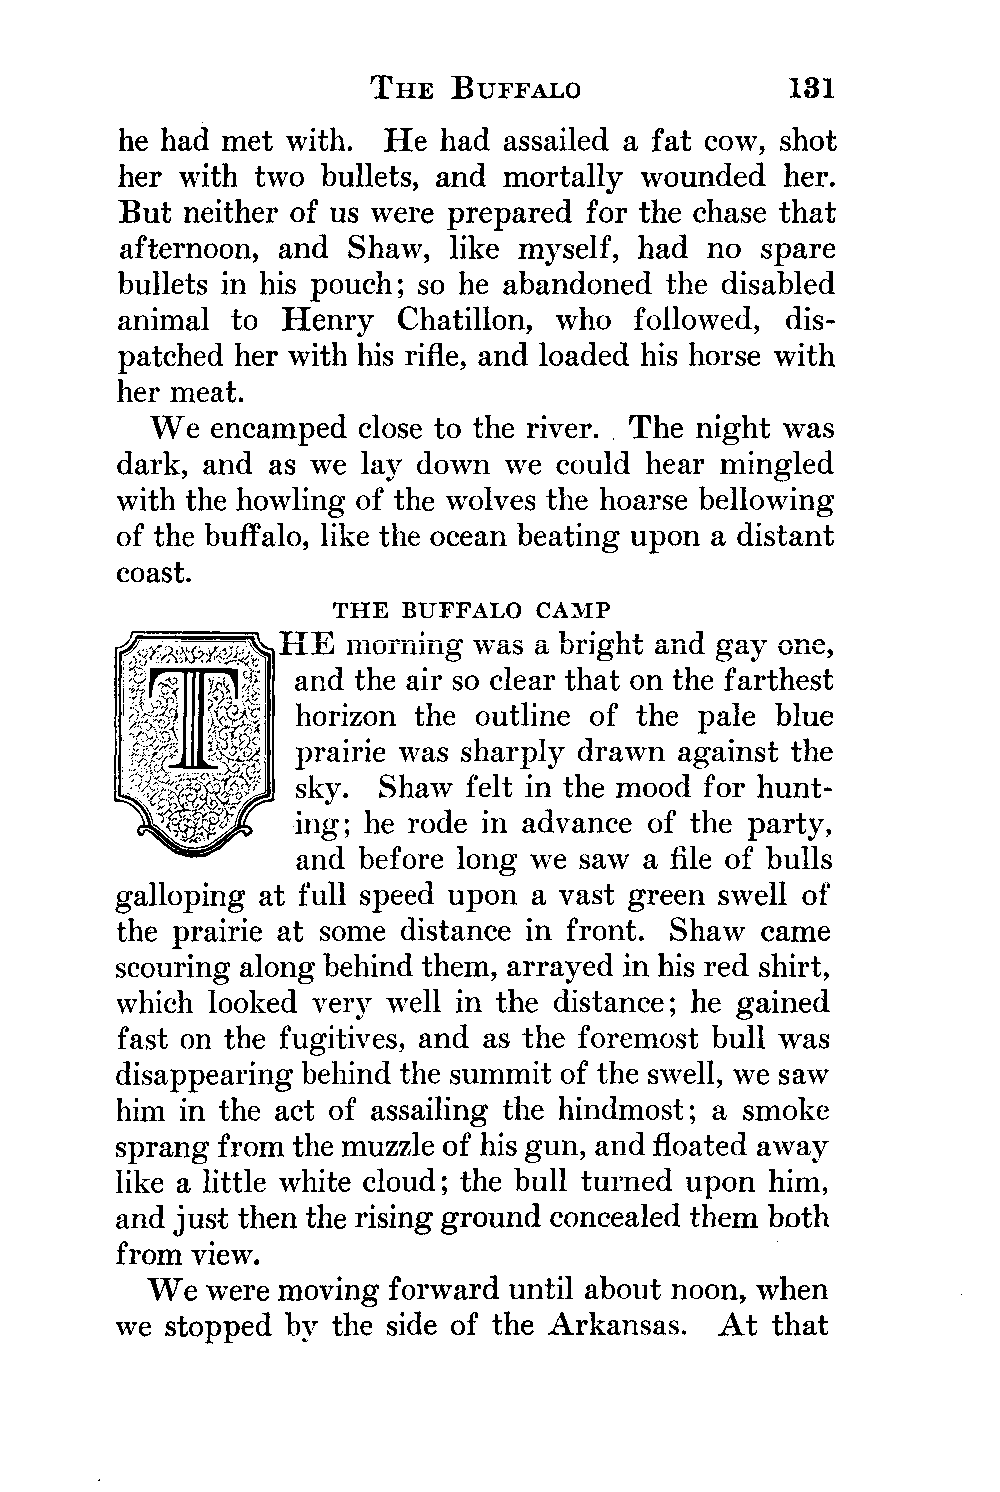 THE BUFFALO 131
he had met with. He had assailed a fat cow, shot
her with two bullets, and mortally wounded her.
But neither of us were prepared for the chase that
afternoon, and Shaw, like myself, had no spare
bullets in his pouch; so he abandoned the disabled
animal to Henry Chatillon, who followed, dis-
patched her with his rifle, and loaded his horse with
her meat.
We encamped close to the river. The night was
dark, and as we lay down we could hear mingled
with the howling of the wolves the hoarse bellowing
of the buffalo, like the ocean beating upon a distant
coast.
THE BUFFALO CAMP
THE morning was a bright and gay one,
and the air so clear that on the farthest
horizon the outline of the pale blue
prairie was sharply drawn against the
sky. Shaw felt in the mood for hunt-
ing; he rode in advance of the party,
and before long we saw a file of bulls
galloping at full speed upon a vast green swell of
the prairie at some distance in front. Shaw came
scouring along behind them, arrayed in his red shirt,
which looked very well in the distance; he gained
fast on the fugitives, and as the foremost bull was
disappearing behind the summit of the swell, we saw
him in the act of assailing the hindmost; a smoke
sprang from the muzzle of his gun, and floated away
like a little white cloud; the bull turned upon him,
and just then the rising ground concealed them both
from view.
We were moving forward until about noon, when
we stopped by the side of the Arkansas. At that